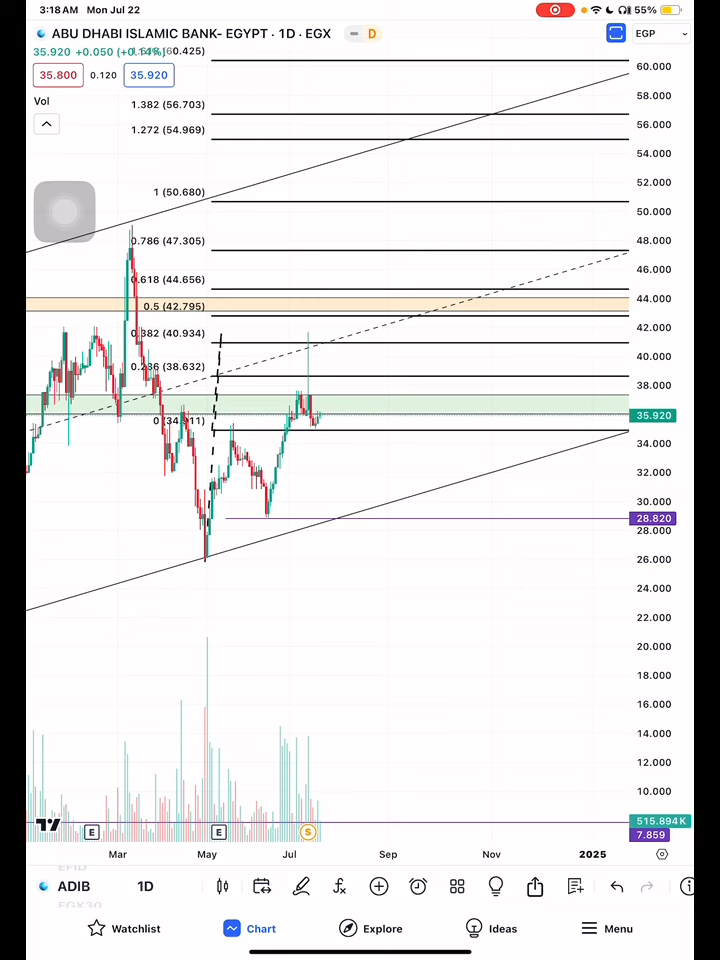 3:18 AM Mon Jul 22
55%
ABU DHABI ISLAMIC BANK- EGYPT · 1D · EGX
D
EGP
35.920 +0.050 (+0.14%)
35.800 0.120 35.920
Vol
1.382 (56.703)
1.272 (54.969)
1 (50.680)
0.786 (47.305)
0.618 (44.656)
0.5 (42.795)
0.382 (40.934)
0.236 (38.632)
0 (34.911)
60.000
58.000
56.000
54.000
52.000
50.000
48.000
46.000
44.000
42.000
40.000
38.000
35.920
34.000
32.000
30.000
28.820
28.000
26.000
24.000
22.000
20.000
18.000
16.000
14.000
12.000
10.000
515.894 K
7.859
E
E
S
Mar May Jul Sep Nov 2025
ADIB 1D
EGX30
Watchlist Chart Explore Ideas Menu